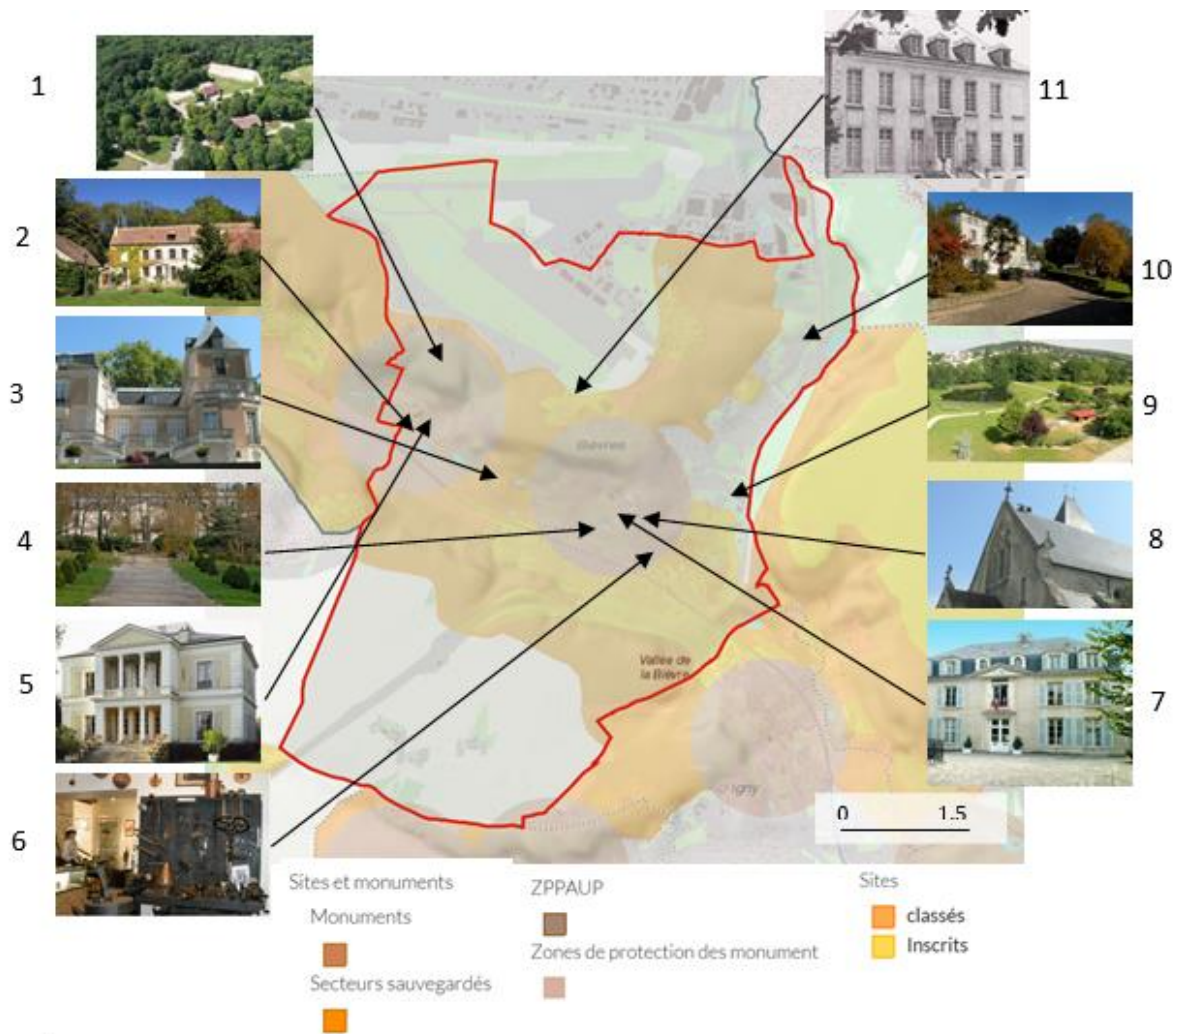 1
11
2
10
3
9
4
8
5
7
6
Bièvres
Vallée de
la Bièvre
Igny
0 1.5
Sites et monuments
Monuments
Secteurs sauvegardés
ZPPAUP
Zones de protection des monument
Sites
classés
Inscrits